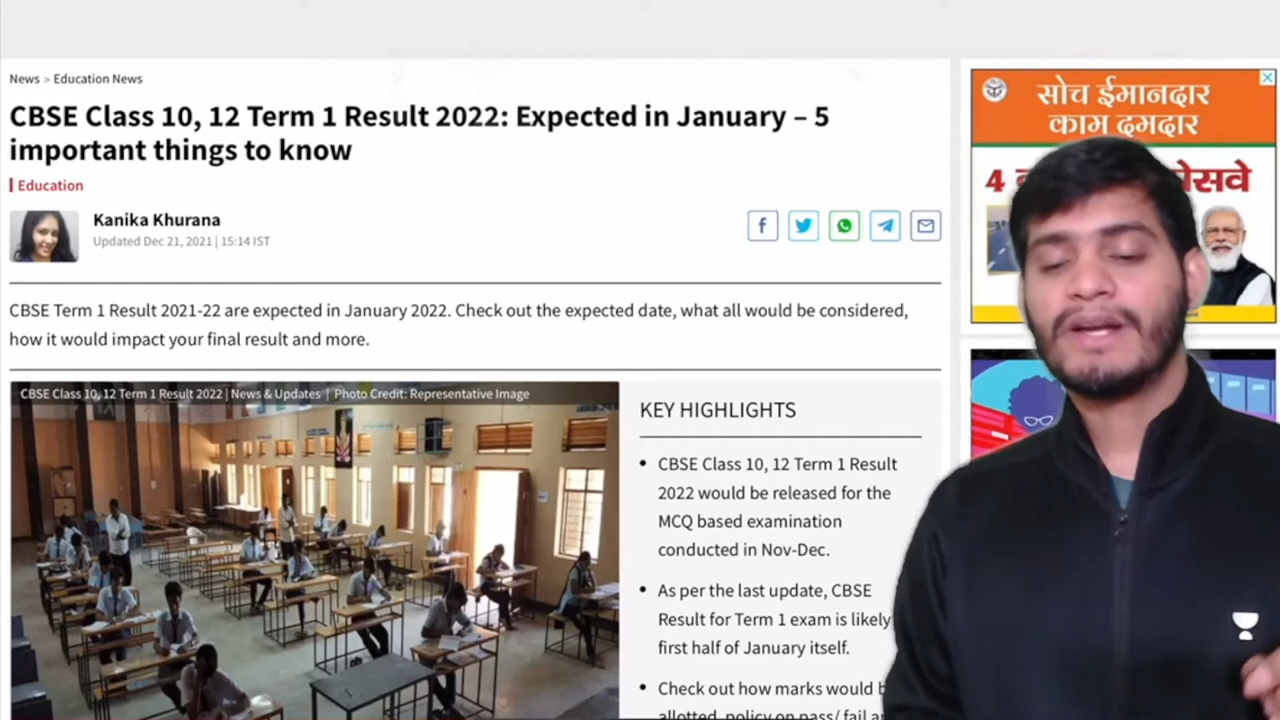 News > Education News
CBSE Class 10, 12 Term 1 Result 2022: Expected in January – 5
important things to know
Education
Kanika Khurana
Updated Dec 21, 2021 | 15:14 IST
CBSE Term 1 Result 2021-22 are expected in January 2022. Check out the expected date, what all would be considered,
how it would impact your final result and more.
CBSE Class 10, 12 Term 1 Result 2022 | News & Updates | Photo Credit: Representative Image
KEY HIGHLIGHTS
• CBSE Class 10, 12 Term 1 Result
2022 would be released for the
MCQ based examination
conducted in Nov-Dec.
• As per the last update, CBSE
Result for Term 1 exam is likely
first half of January itself.
• Check out how marks would
allotted, policy on pass/ fail
सोच ईमानदार
काम दमदार
4